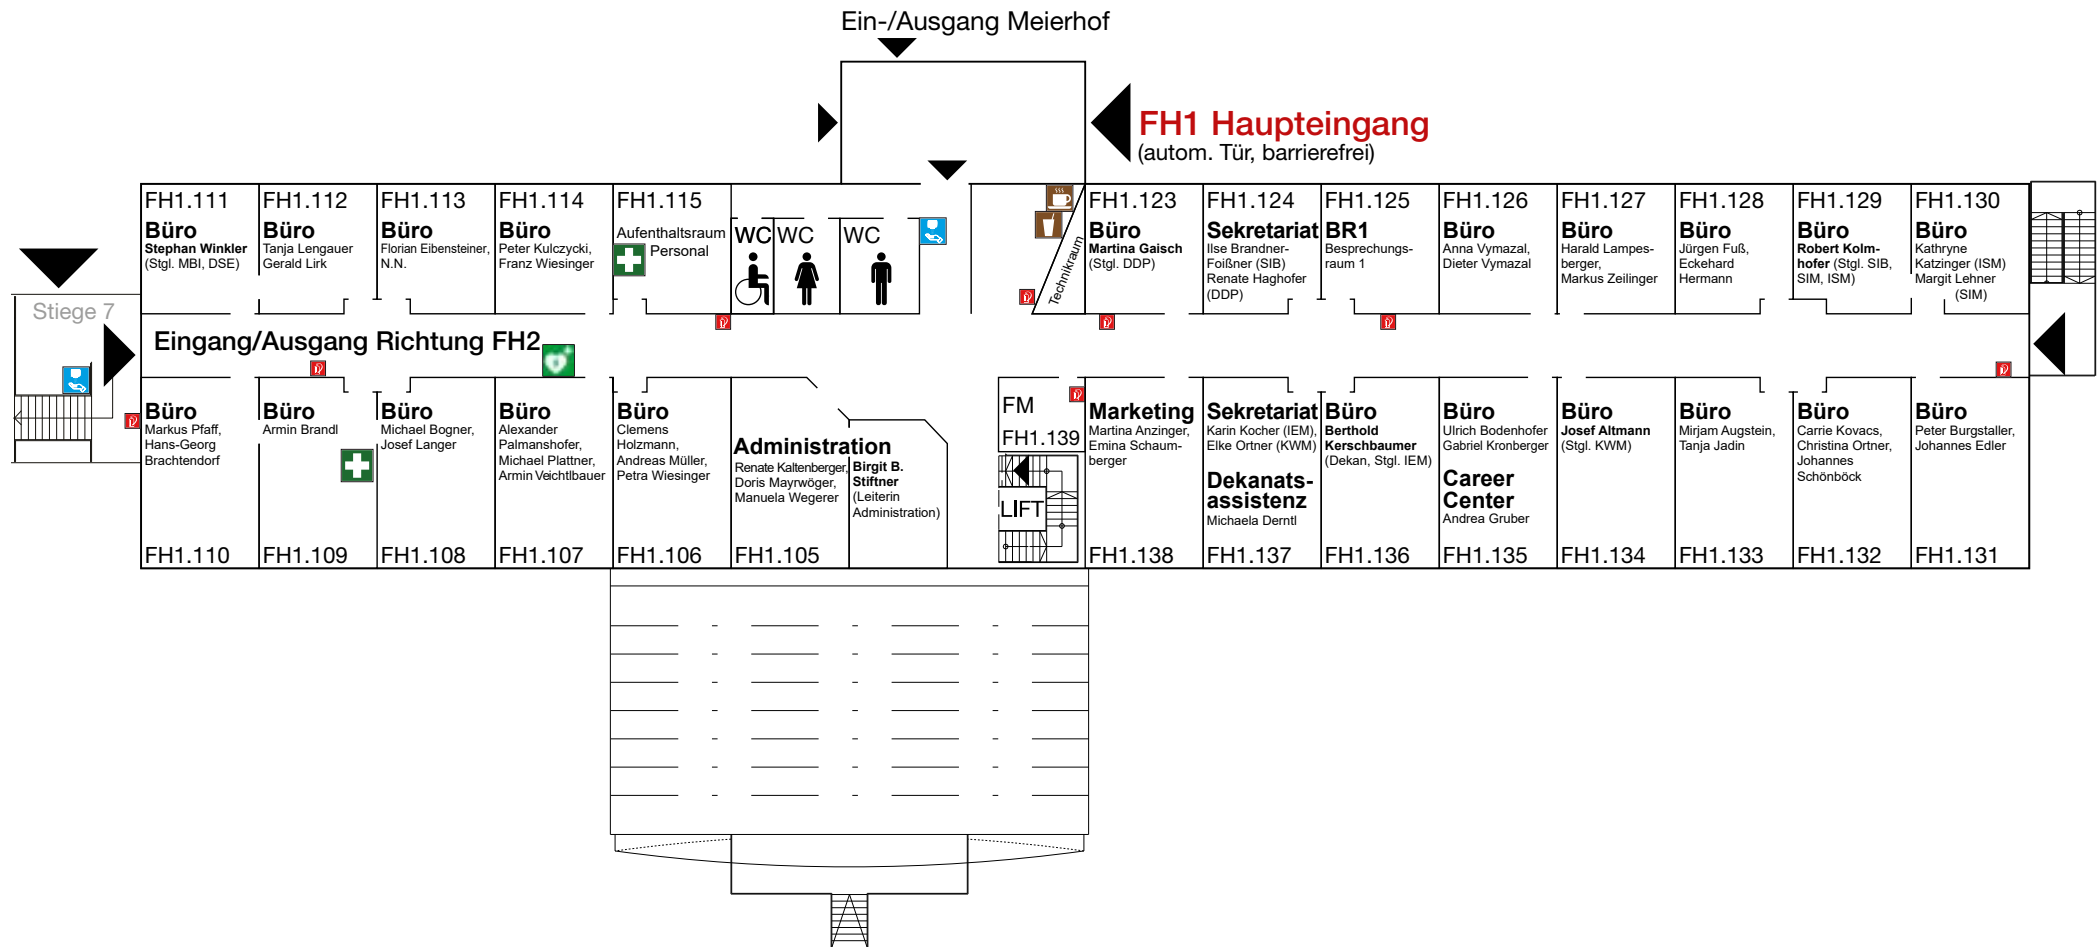 Ein-/Ausgang Meierhof
FH1 Haupteingang
(autom. Tür, barrierefrei)
FH1.111
Büro
Stephan Winkler
(Stgl. MBI, DSE)
FH1.112
Büro
Tanja Lengauer
Gerald Lirk
FH1.113
Büro
Florian Eibensteiner,
N.N.
FH1.114
Büro
Peter Kulczycki,
Franz Wiesinger
FH1.115
Aufenthaltsraum
Personal
WC
WC
WC
Technikraum
FH1.123
Büro
Martina Gaisch
(Stgl. DDP)
FH1.124
Sekretariat
Ilse Brandner-
Foißner (SIB)
Renate Haghofer
(DDP)
FH1.125
BR1
Besprechungs-
raum 1
FH1.126
Büro
Anna Vymazal,
Dieter Vymazal
FH1.127
Büro
Harald Lampes-
berger,
Markus Zeilinger
FH1.128
Büro
Jürgen Fuß,
Eckehard
Hermann
FH1.129
Büro
Robert Kolm-
hofer (Stgl. SIB,
SIM, ISM)
FH1.130
Büro
Kathryne
Katzinger (ISM)
Margit Lehner
(SIM)
Stiege 7
Eingang/Ausgang Richtung FH2
Büro
Markus Pfaff,
Hans-Georg
Brachtendorf
FH1.110
Büro
Armin Brandl
FH1.109
Büro
Michael Bogner,
Josef Langer
FH1.108
Büro
Alexander
Palmanshofer,
Michael Plattner,
Armin Veichtlbauer
FH1.107
Büro
Clemens
Holzmann,
Andreas Müller,
Petra Wiesinger
FH1.106
Administration
Renate Kaltenberger,
Doris Mayrwöger,
Manuela Wegerer
FH1.105
Birgit B.
Stiftner
(Leiterin
Administration)
FM
FH1.139
LIFT
Marketing
Martina Anzinger,
Emina Schaum-
berger
FH1.138
Sekretariat
Karin Kocher (IEM),
Elke Ortner (KWM)
Dekanats-
assistenz
Michaela Derntl
FH1.137
Büro
Berthold
Kerschbaumer
(Dekan, Stgl. IEM)
FH1.136
Büro
Ulrich Bodenhofer
Gabriel Kronberger
Career
Center
Andrea Gruber
FH1.135
Büro
Josef Altmann
(Stgl. KWM)
FH1.134
Büro
Mirjam Augstein,
Tanja Jadin
FH1.133
Büro
Carrie Kovacs,
Christina Ortner,
Johannes
Schönböck
FH1.132
Büro
Peter Burgstaller,
Johannes Edler
FH1.131